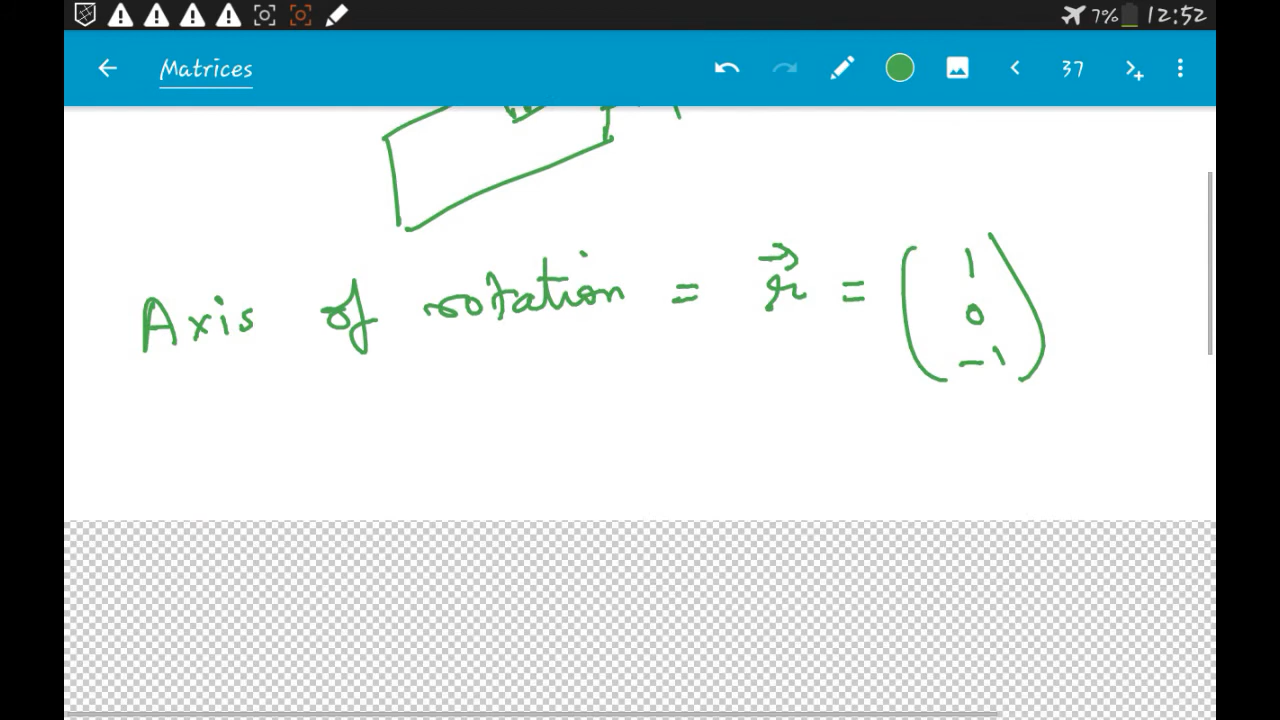 7% 12:52
Matrices 37
Axis of rotation = r⃗ = ( 1
0
-1 )